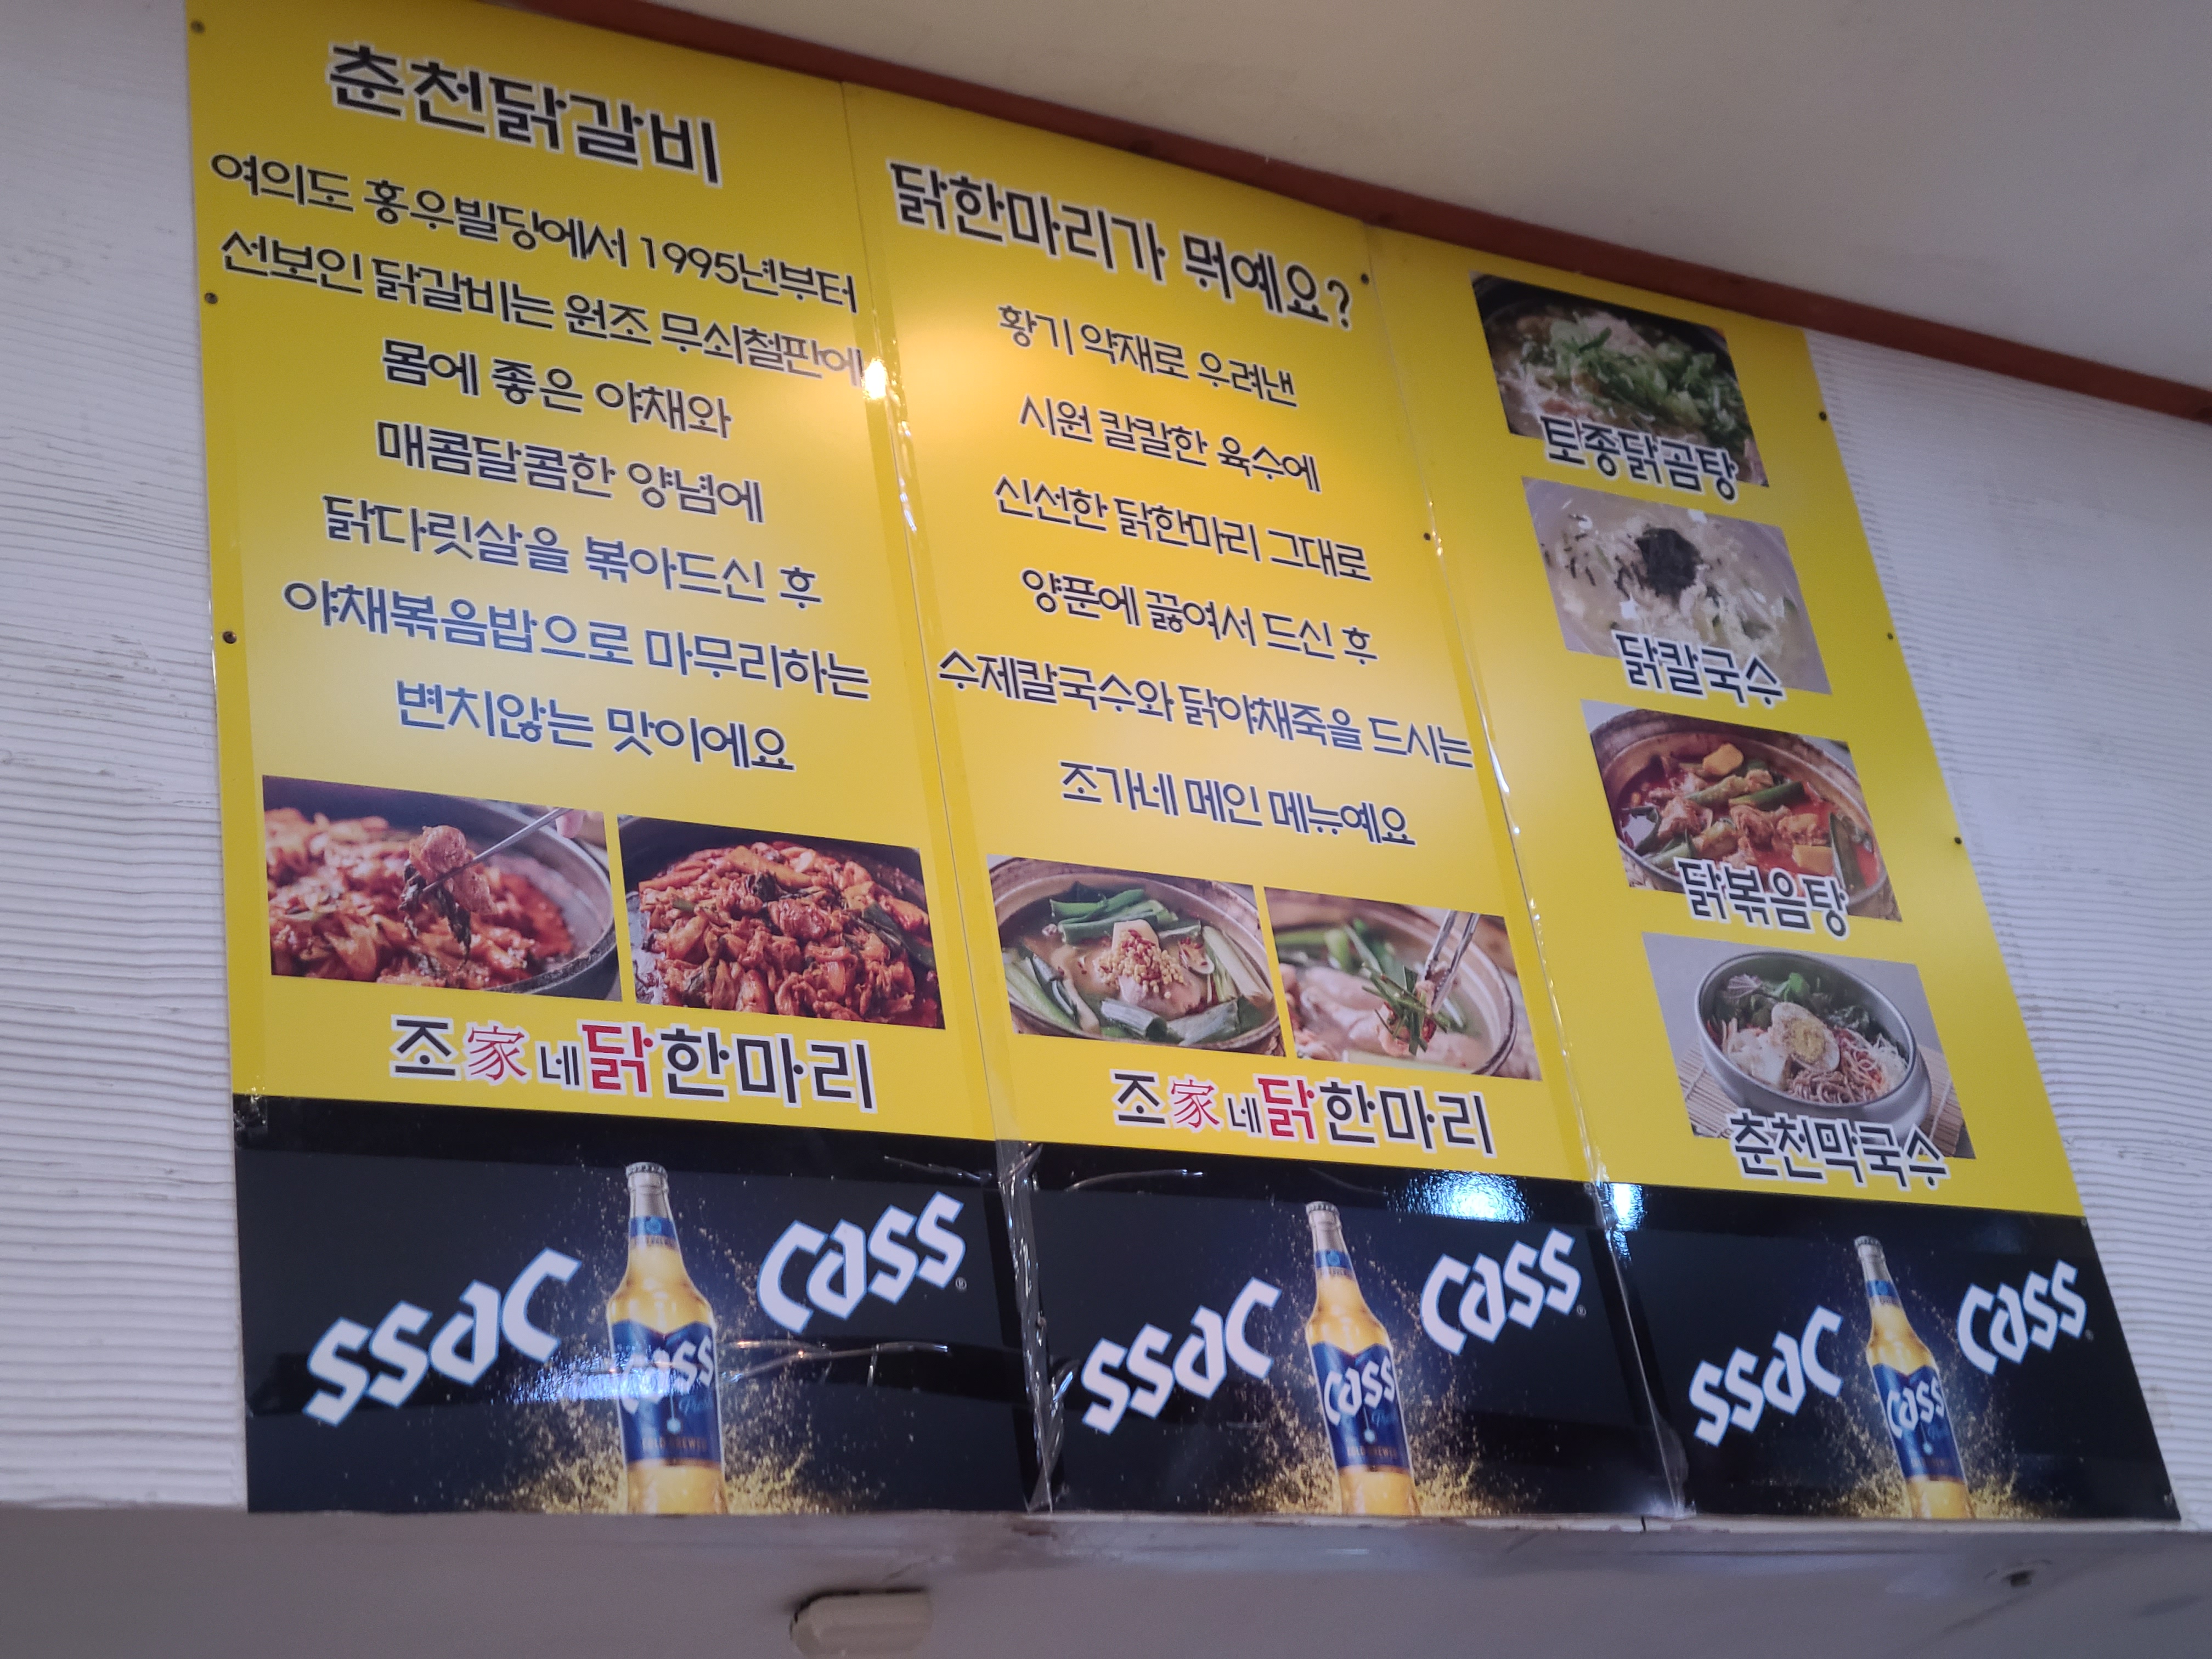 춘천닭갈비
여의도 홍우빌딩에서 1995년부터
선보인 닭갈비는 원조 무쇠철판에
몸에 좋은 야채와
매콤달콤한 양념에
닭다릿살을 볶아드신 후
야채볶음밥으로 마무리하는
변치않는 맛이에요
조家네닭한마리
닭한마리가 뭐예요?
황기 약재로 우려낸
시원 칼칼한 육수에
신선한 닭한마리 그대로
양푼에 끓여서 드신 후
수제칼국수와 닭야채죽을 드시는
조가네 메인 메뉴예요
조家네닭한마리
토종닭곰탕
닭칼국수
닭볶음탕
춘천막국수
ssac Cass
Cass
ssac Cass
Cass
ssac Cass
Cass